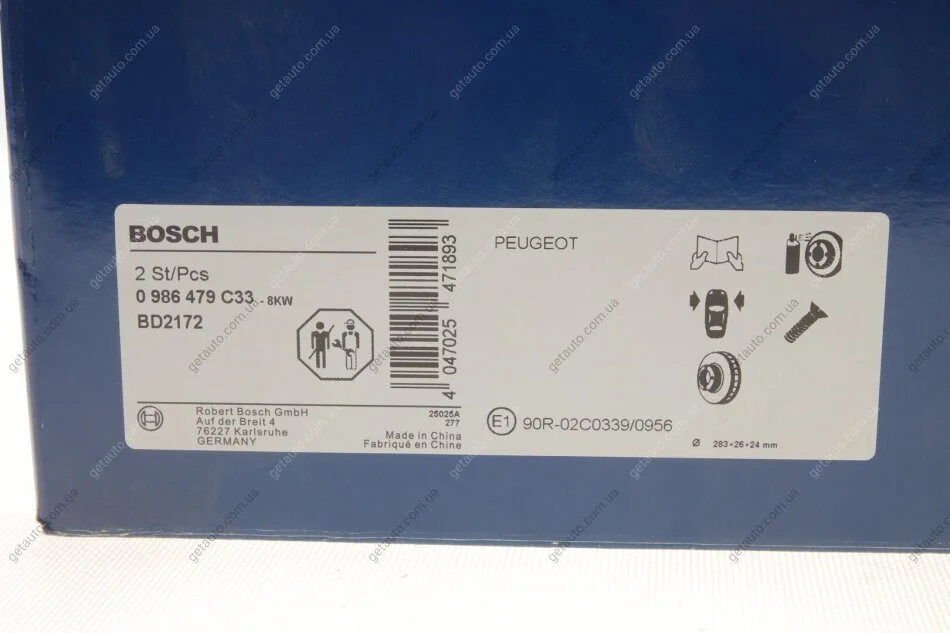 BOSCH
2 St/Pcs
0 986 479 C33 - 8KW
BD2172
4 047025 471893
Robert Bosch GmbH
Auf der Breit 4
76227 Karlsruhe
GERMANY
25025A
277
Made in China
Fabriqué en Chine
PEUGEOT
E1 90R-02C0339/0956
Ø 283×26×24 mm
getauto.com.ua